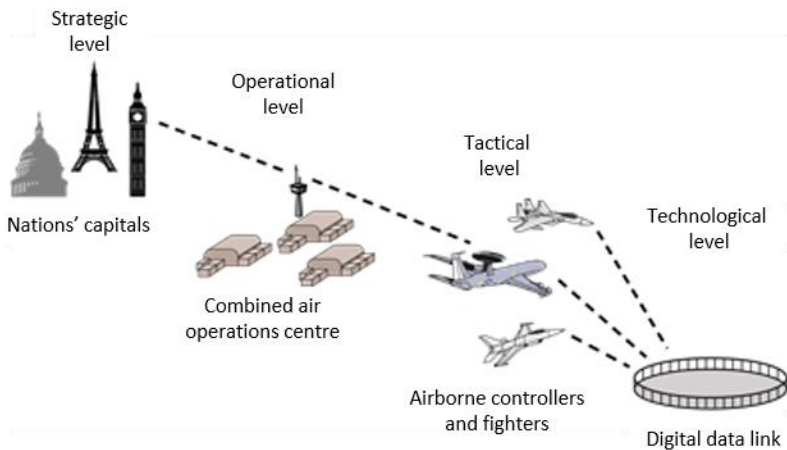 Strategic
level
Nations’ capitals
Operational
level
Combined air
operations centre
Tactical
level
Airborne controllers
and fighters
Technological
level
Digital data link